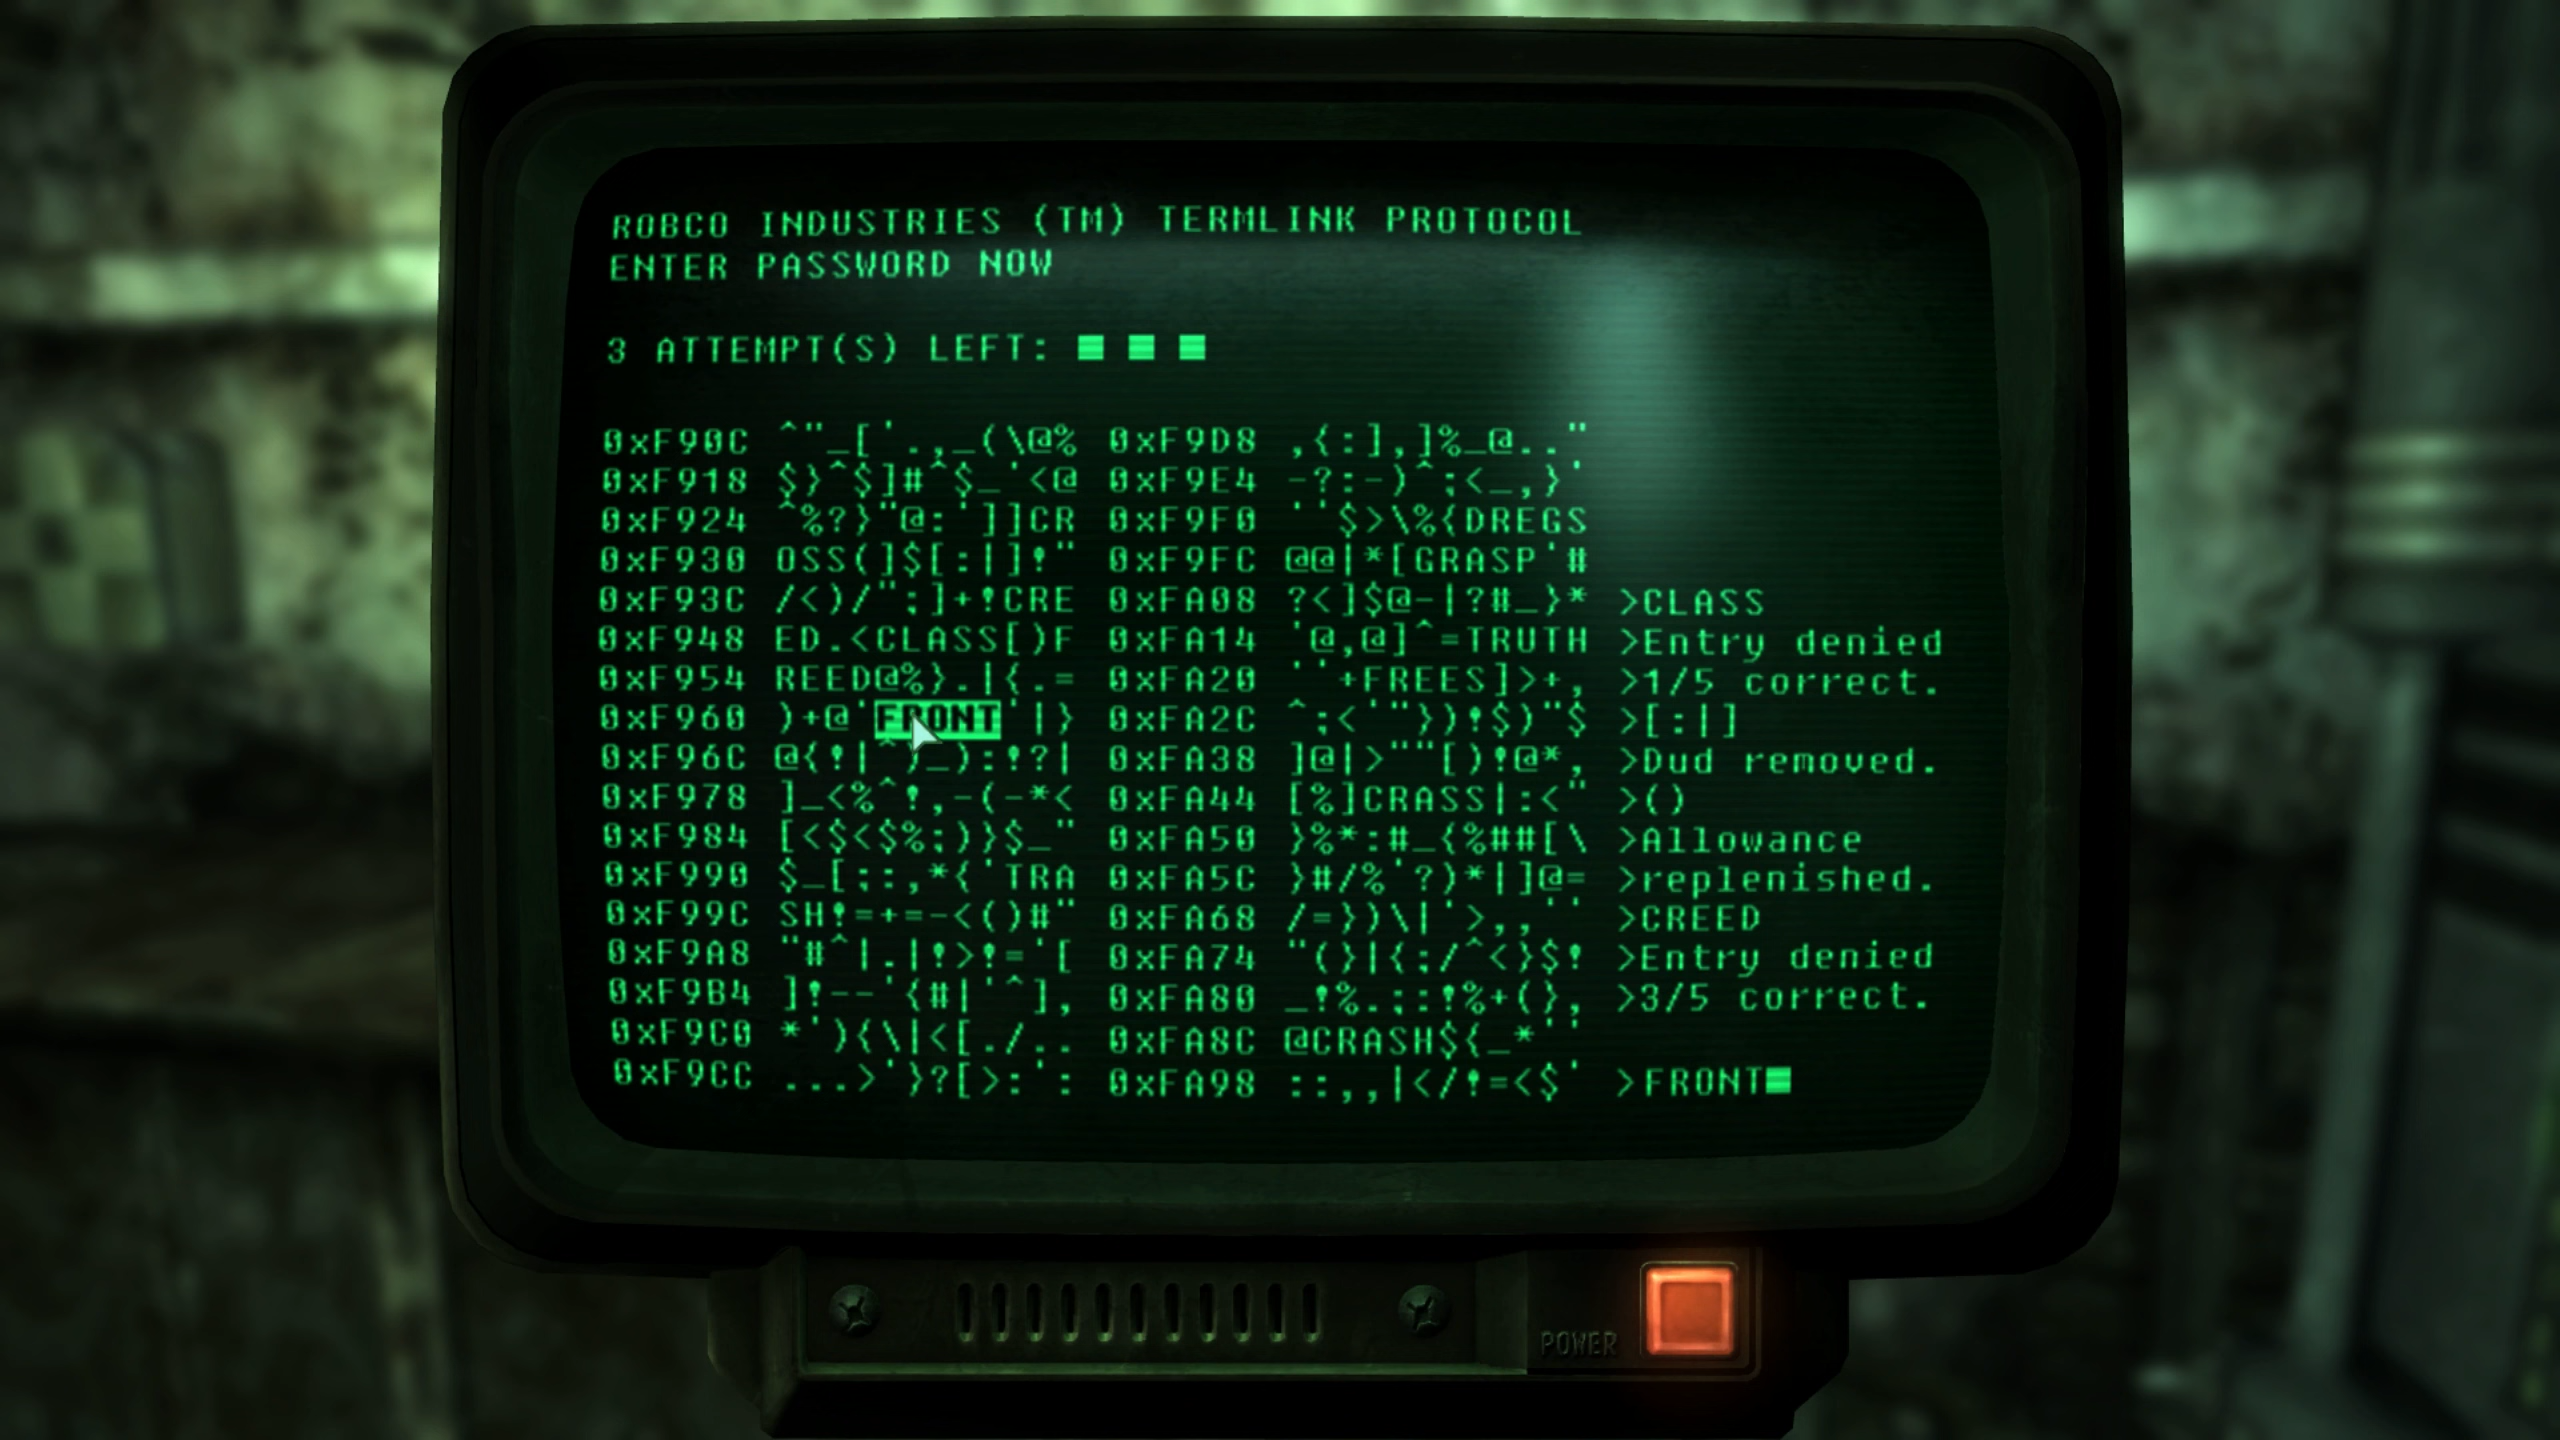 ROBCO INDUSTRIES (TM) TERMLINK PROTOCOL
ENTER PASSWORD NOW
3 ATTEMPT(S) LEFT: ■ ■ ■
0xF90C ^"_['.,_(\@% 0xF9D8 ,{:],]%_@.."
0xF918 $}^$]#^$_'<@ 0xF9E4 -?:-)^;<_,}'
0xF924 ^%?}"@:']]CR 0xF9F0 ''$>\%{DREGS
0xF930 OSS(]$[:|]!" 0xF9FC @@|*[GRASP'#
0xF93C /<)/";]+!CRE 0xFA08 ?<]$@-|?#_}* >CLASS
0xF948 ED.<CLASS[)F 0xFA14 '@,@]^=TRUTH >Entry denied
0xF954 REED@%}.|{.= 0xFA20 ''+FREES]>+, >1/5 correct.
0xF960 )+@'FRONT'|} 0xFA2C ^;<'"})!$)"$ >[:|]
0xF96C @{!|^)_):!?| 0xFA38 ]@|>""[)!@*, >Dud removed.
0xF978 ]_<%^!,-(-*< 0xFA44 [%]CRASS|:<" >()
0xF984 [<$<$%;)}$_" 0xFA50 }%*:#_{%##[\ >Allowance
0xF990 $_[;:,*{'TRA 0xFA5C }#/%'?)*|]@= >replenished.
0xF99C SH!=+=-<()#" 0xFA68 /=})\|'>,,'' >CREED
0xF9A8 "#^|.|!>!='[ 0xFA74 "(}|{;/^<}$! >Entry denied
0xF9B4 ]!--'{#|'^], 0xFA80 _!%.;:!%+(}, >3/5 correct.
0xF9C0 *'){\|<[./.. 0xFA8C @CRASH${_*''
0xF9CC ...>'}?[>:': 0xFA98 ::,,|</!=<$' >FRONT■
POWER